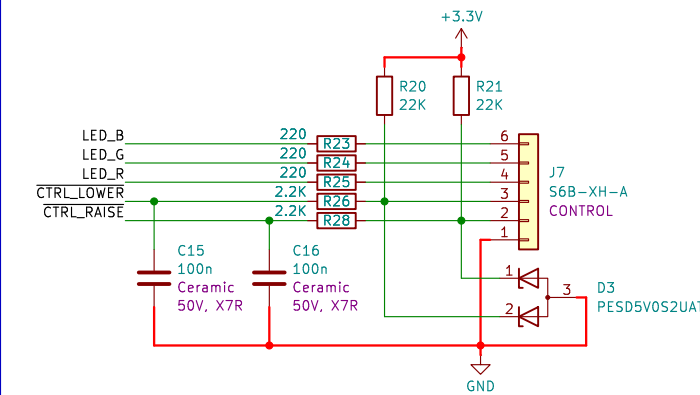 +3.3V
R20
22K
R21
22K
LED_B
220
R23
6
LED_G
220
R24
5
LED_R
220
R25
4
CTRL_LOWER
2.2K
R26
3
CTRL_RAISE
2.2K
R28
2
1
J7
S6B-XH-A
CONTROL
C15
100n
Ceramic
50V, X7R
C16
100n
Ceramic
50V, X7R
1
2
3
D3
PESD5V0S2UAT
GND